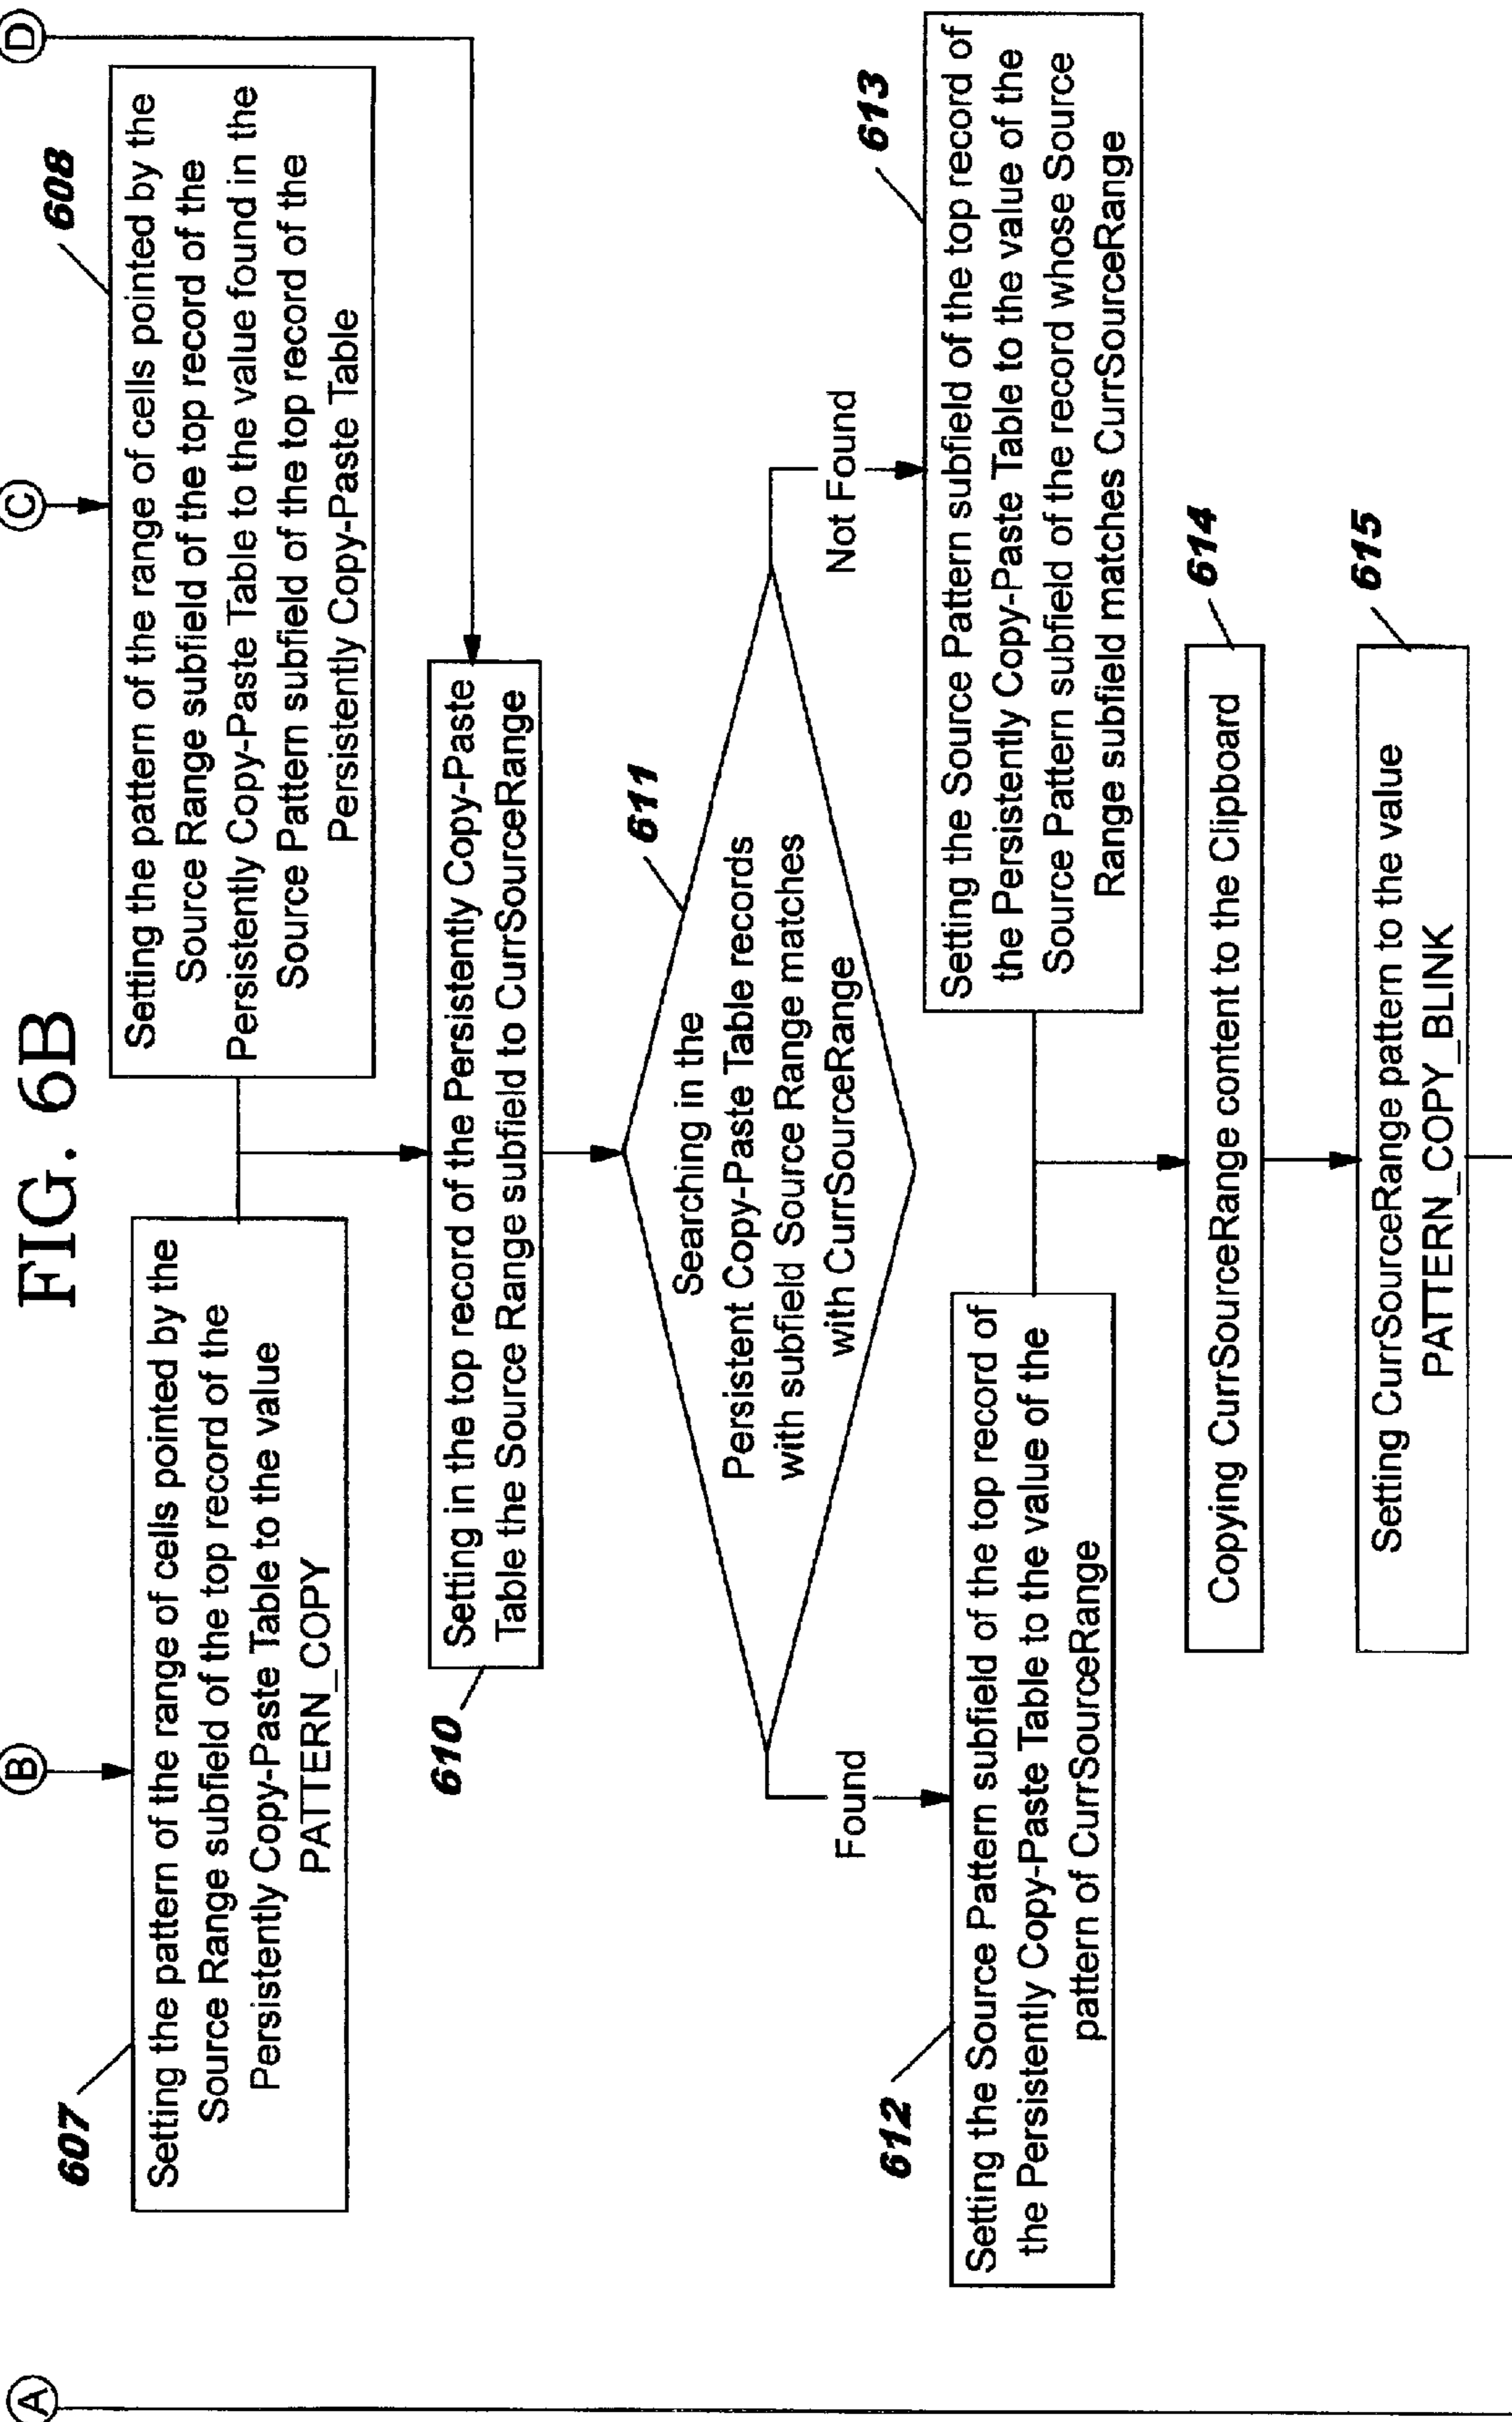 FIG. 6B
A
B
C
D
607
Setting the pattern of the range of cells pointed by the
Source Range subfield of the top record of the
Persistently Copy-Paste Table to the value
PATTERN_COPY
608
Setting the pattern of the range of cells pointed by the
Source Range subfield of the top record of the
Persistently Copy-Paste Table to the value found in the
Source Pattern subfield of the top record of the
Persistently Copy-Paste Table
610
Setting in the top record of the Persistently Copy-Paste
Table the Source Range subfield to CurrSourceRange
611
Searching in the
Persistent Copy-Paste Table records
with subfield Source Range matches
with CurrSourceRange
Found
Not Found
612
Setting the Source Pattern subfield of the top record of
the Persistently Copy-Paste Table to the value of the
pattern of CurrSourceRange
613
Setting the Source Pattern subfield of the top record of
the Persistently Copy-Paste Table to the value of the
Source Pattern subfield of the record whose Source
Range subfield matches CurrSourceRange
614
Copying CurrSourceRange content to the Clipboard
615
Setting CurrSourceRange pattern to the value
PATTERN_COPY_BLINK